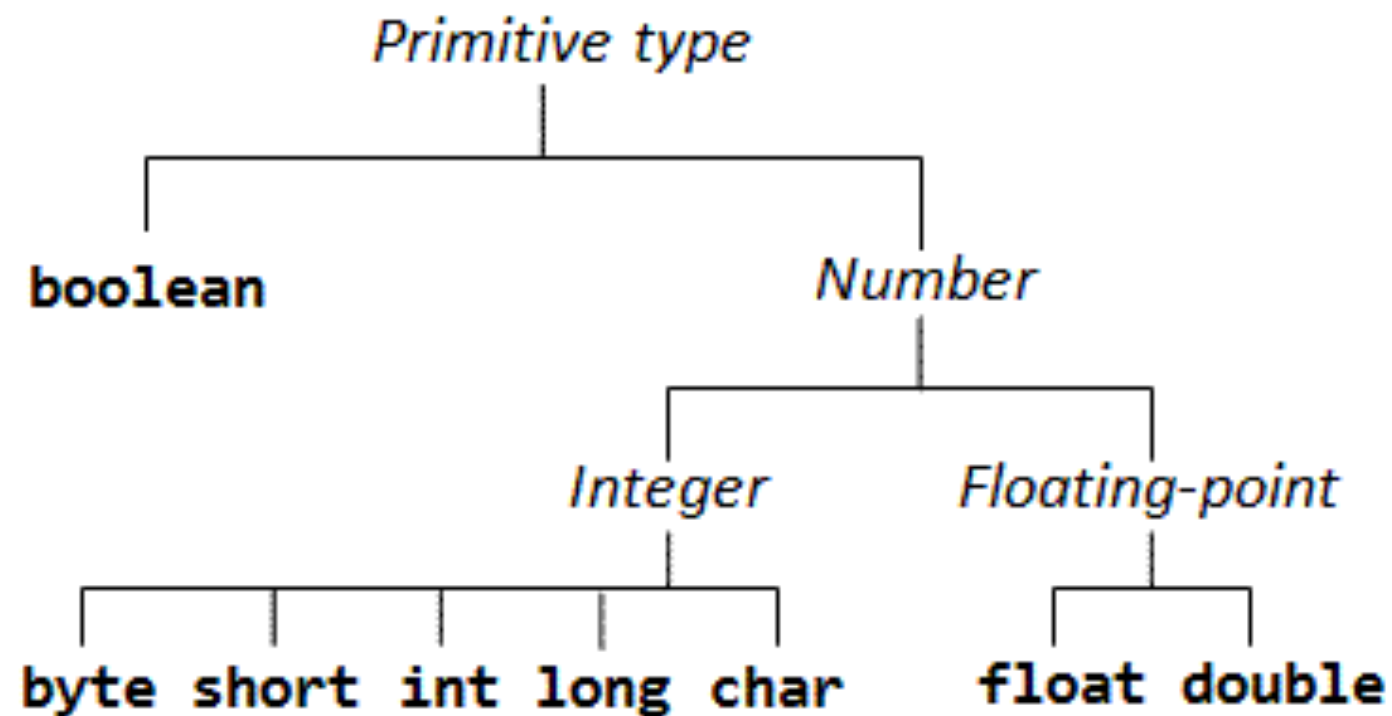 Primitive type
boolean
Number
Integer
Floating-point
byte short int long char
float double